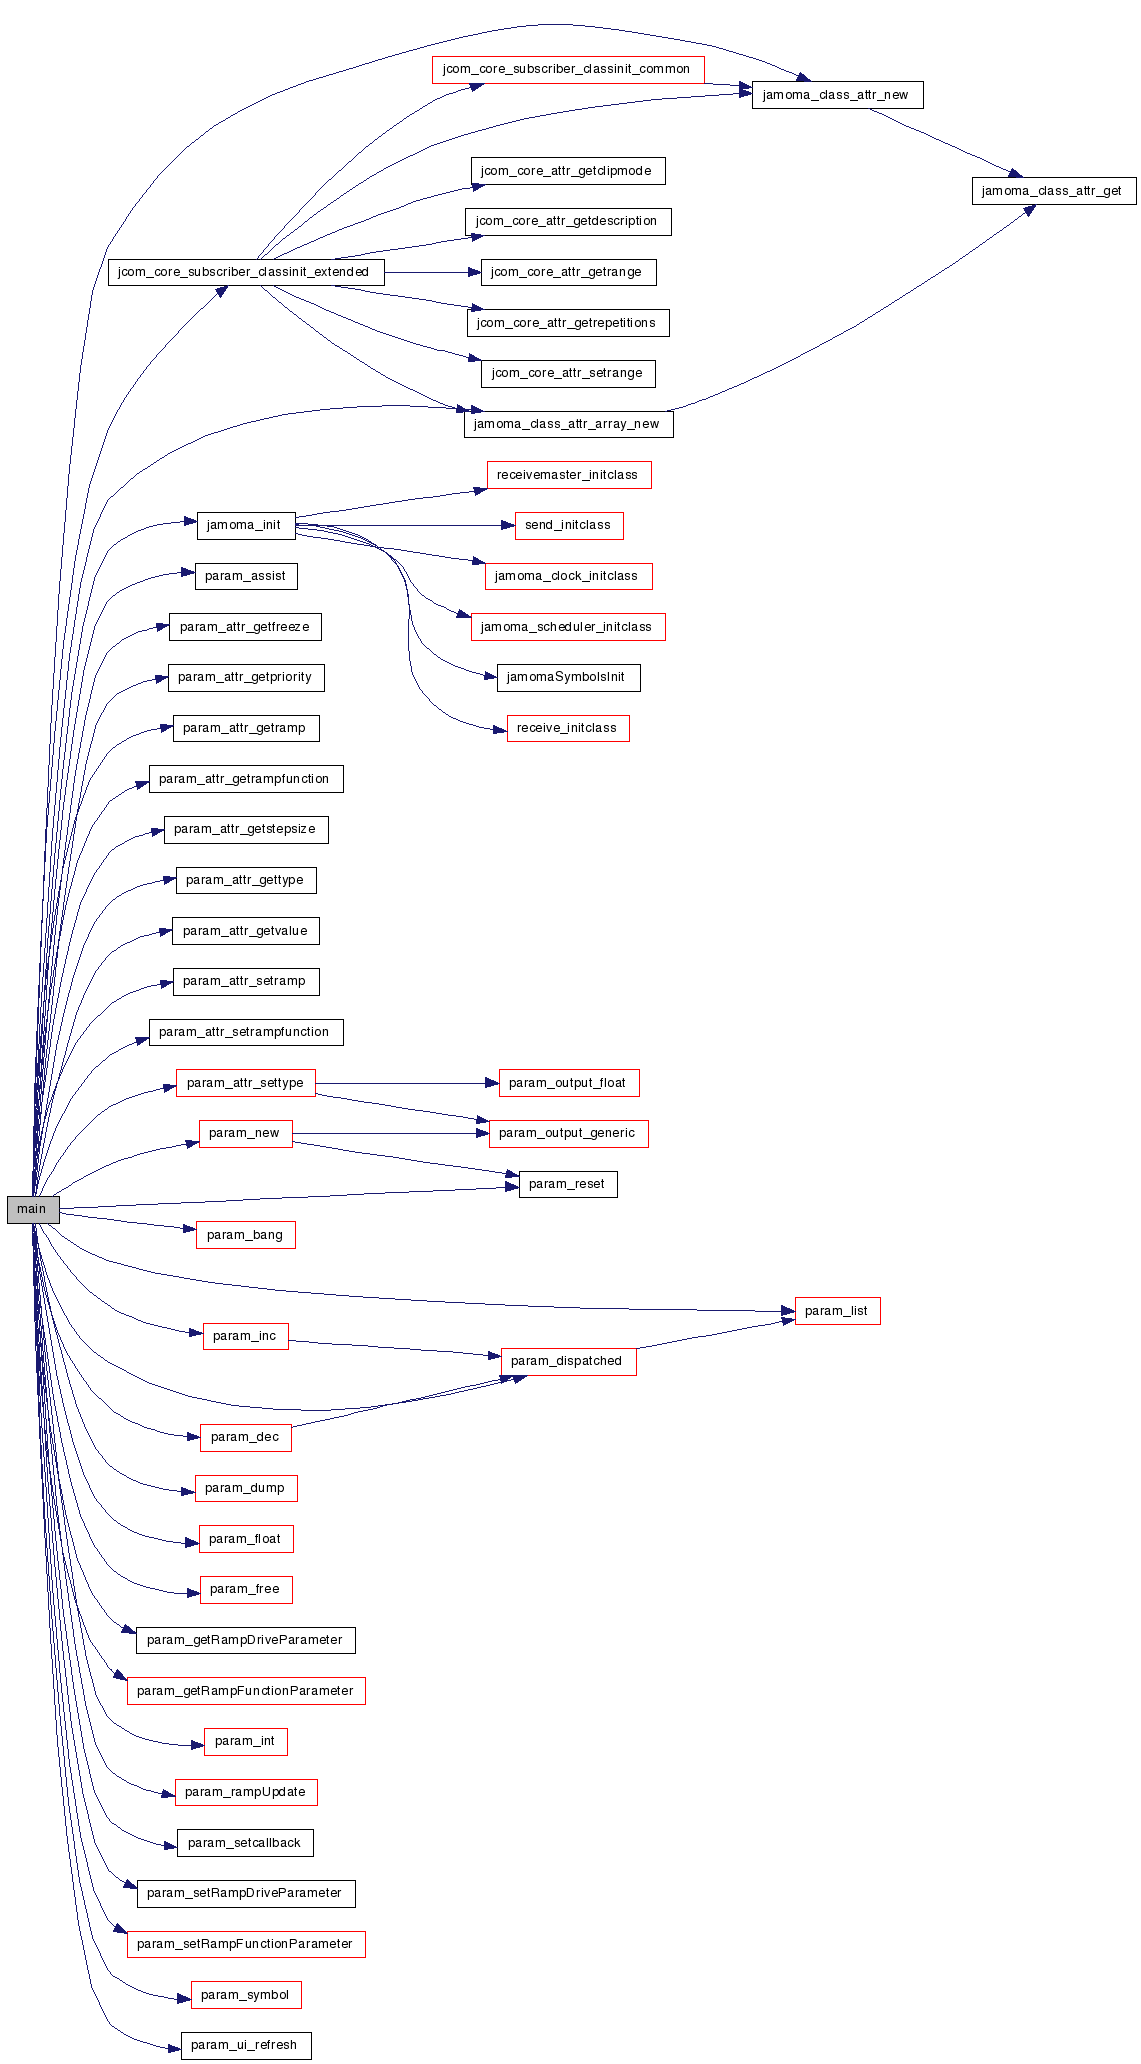 jcom_core_subscriber_classinit_common
jamoma_class_attr_new
jcom_core_attr_getclipmode
jamoma_class_attr_get
jcom_core_attr_getdescription
jcom_core_subscriber_classinit_extended
jcom_core_attr_getrange
jcom_core_attr_getrepetitions
jcom_core_attr_setrange
jamoma_class_attr_array_new
receivemaster_initclass
jamoma_init
send_initclass
param_assist
jamoma_clock_initclass
param_attr_getfreeze
jamoma_scheduler_initclass
param_attr_getpriority
jamomaSymbolsInit
param_attr_getramp
receive_initclass
param_attr_getrampfunction
param_attr_getstepsize
param_attr_gettype
param_attr_getvalue
param_attr_setramp
param_attr_setrampfunction
param_attr_settype
param_output_float
param_new
param_output_generic
param_reset
main
param_bang
param_list
param_inc
param_dispatched
param_dec
param_dump
param_float
param_free
param_getRampDriveParameter
param_getRampFunctionParameter
param_int
param_rampUpdate
param_setcallback
param_setRampDriveParameter
param_setRampFunctionParameter
param_symbol
param_ui_refresh